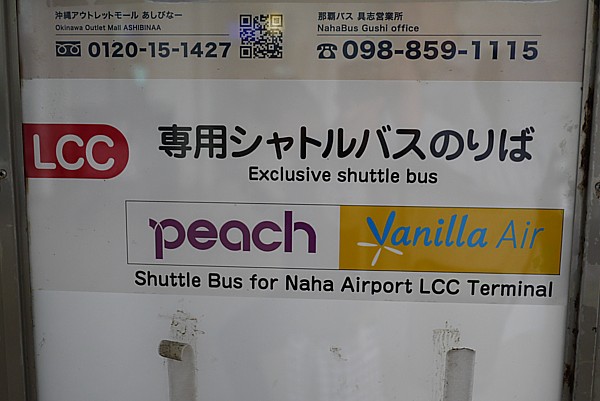 沖縄アウトレットモール あしびなー
Okinawa Outlet Mall ASHIBINAA
0120-15-1427
那覇バス 具志営業所
NahaBus Gushi office
☎098-859-1115
LCC
専用シャトルバスのりば
Exclusive shuttle bus
peach
Vanilla Air
Shuttle Bus for Naha Airport LCC Terminal